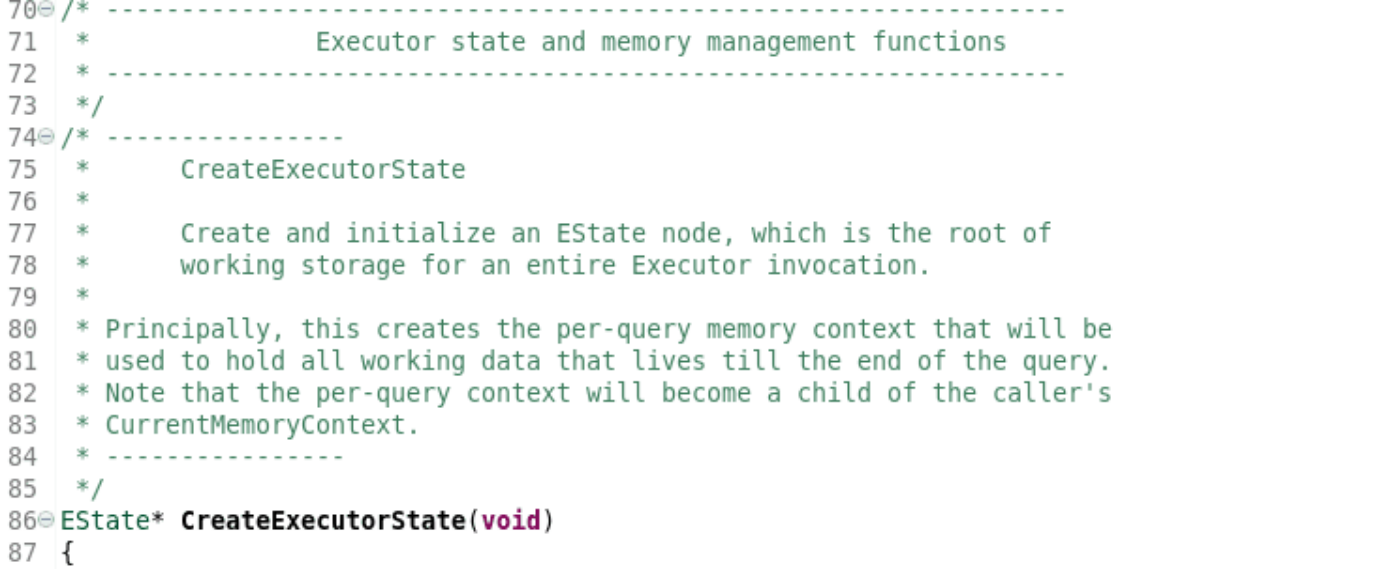 70 /* ----------------------------------------------------------------
71  *               Executor state and memory management functions
72  * ----------------------------------------------------------------
73  */
74 /* ----------------
75  *      CreateExecutorState
76  *
77  *      Create and initialize an EState node, which is the root of
78  *      working storage for an entire Executor invocation.
79  *
80  * Principally, this creates the per-query memory context that will be
81  * used to hold all working data that lives till the end of the query.
82  * Note that the per-query context will become a child of the caller's
83  * CurrentMemoryContext.
84  * ----------------
85  */
86 EState* CreateExecutorState(void)
87 {